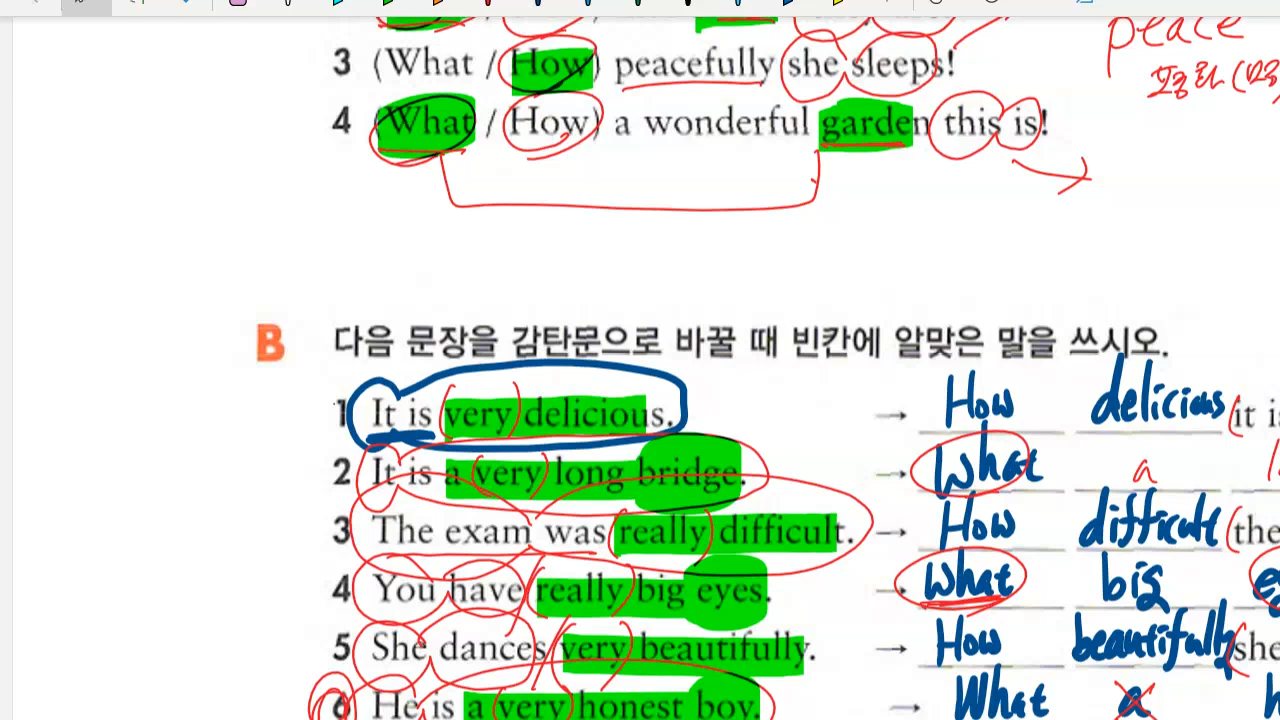 peace
3 (What / How) peacefully she sleeps!
4 (What / How) a wonderful garden this is!
B 다음 문장을 감탄문으로 바꿀 때 빈칸에 알맞은 말을 쓰시오.
1 It is very delicious. → How delicious it is
2 It is a very long bridge. → What a
3 The exam was really difficult. → How difficult the
4 You have really big eyes. → What big
5 She dances very beautifully. → How beautifully she
6 He is a very honest boy. → What a